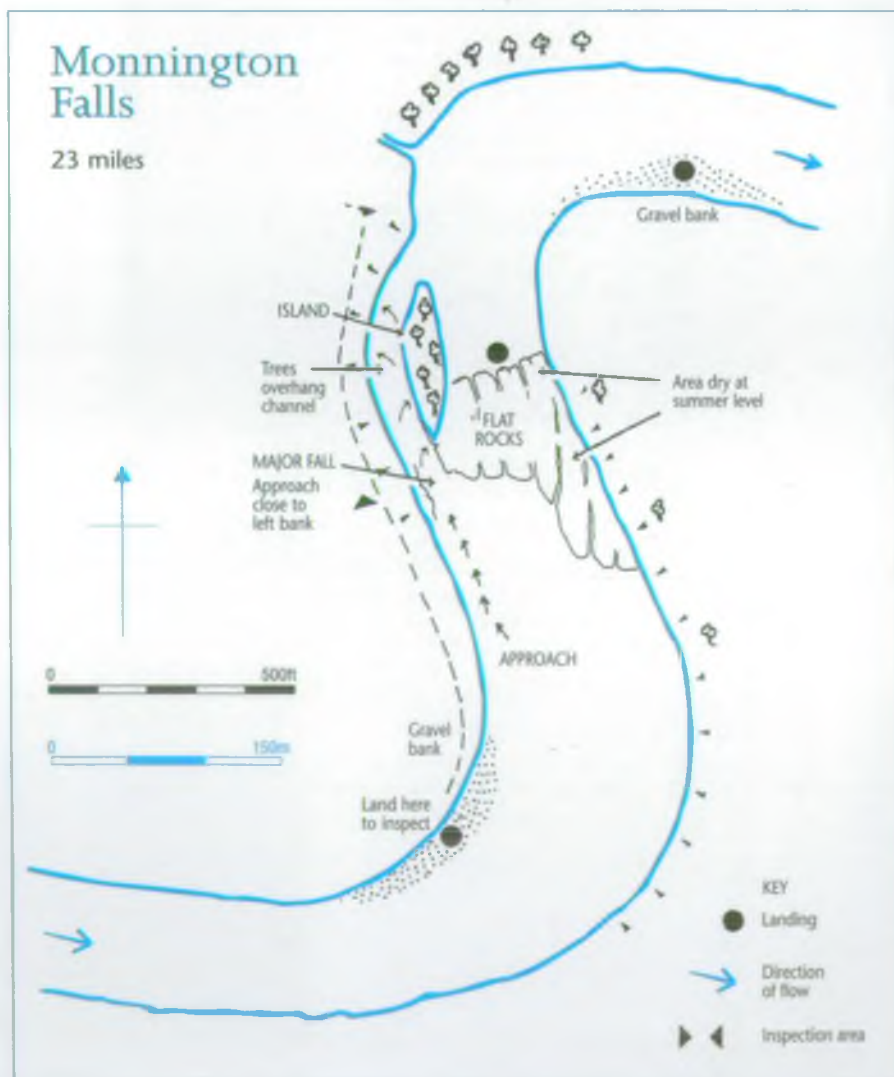 Monnington
Falls
23 miles
Gravel bank
ISLAND
Trees
overhang
channel
Area dry at
summer level
FLAT
ROCKS
MAJOR FALL
Approach
close to
left bank
APPROACH
0 500ft
0 150m
Gravel
bank
Land here
to inspect
KEY
Landing
Direction
of flow
Inspection area